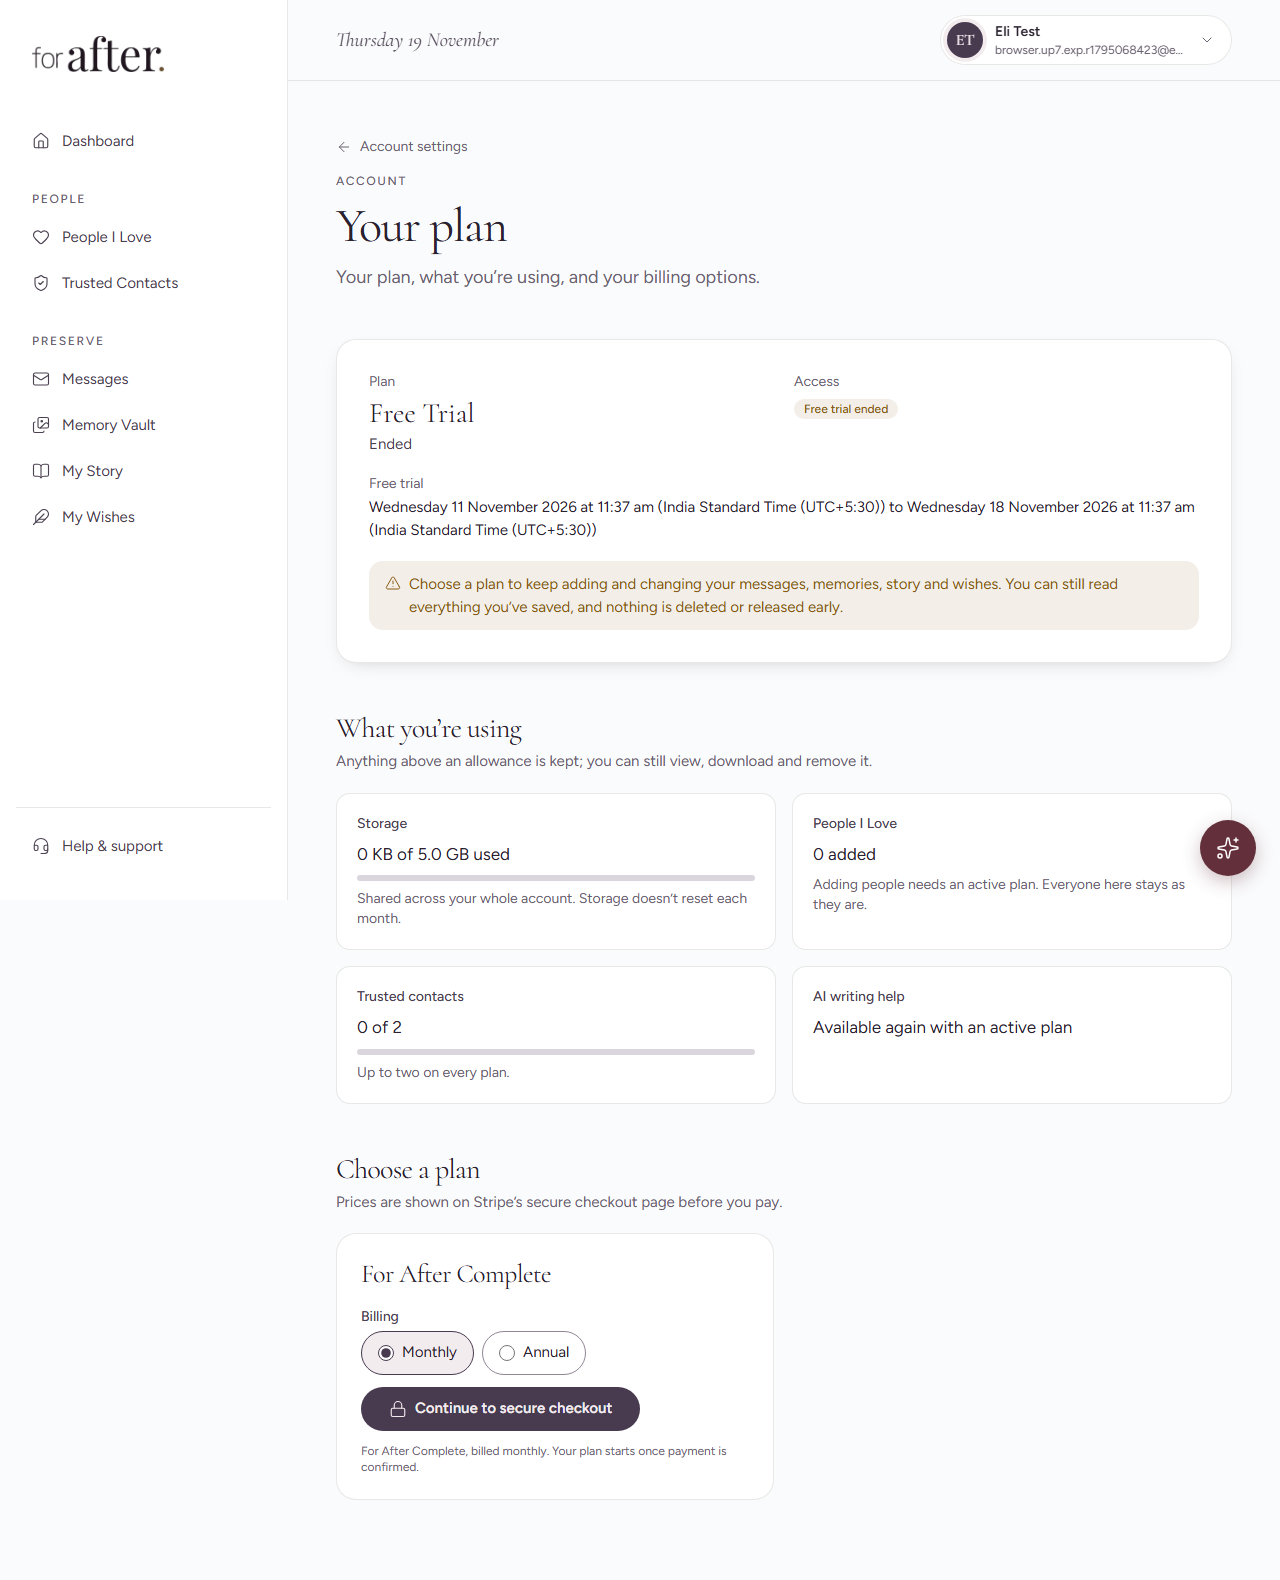 for after.
Thursday 19 November
ET
Eli Test
browser.up7.exp.r1795068423@e...
Dashboard
PEOPLE
People I Love
Trusted Contacts
PRESERVE
Messages
Memory Vault
My Story
My Wishes
Help & support
Account settings
ACCOUNT
Your plan
Your plan, what you’re using, and your billing options.
Plan
Free Trial
Ended
Access
Free trial ended
Free trial
Wednesday 11 November 2026 at 11:37 am (India Standard Time (UTC+5:30)) to Wednesday 18 November 2026 at 11:37 am
(India Standard Time (UTC+5:30))
Choose a plan to keep adding and changing your messages, memories, story and wishes. You can still read
everything you’ve saved, and nothing is deleted or released early.
What you’re using
Anything above an allowance is kept; you can still view, download and remove it.
Storage
0 KB of 5.0 GB used
Shared across your whole account. Storage doesn’t reset each
month.
People I Love
0 added
Adding people needs an active plan. Everyone here stays as
they are.
Trusted contacts
0 of 2
Up to two on every plan.
AI writing help
Available again with an active plan
Choose a plan
Prices are shown on Stripe’s secure checkout page before you pay.
For After Complete
Billing
Monthly
Annual
Continue to secure checkout
For After Complete, billed monthly. Your plan starts once payment is
confirmed.